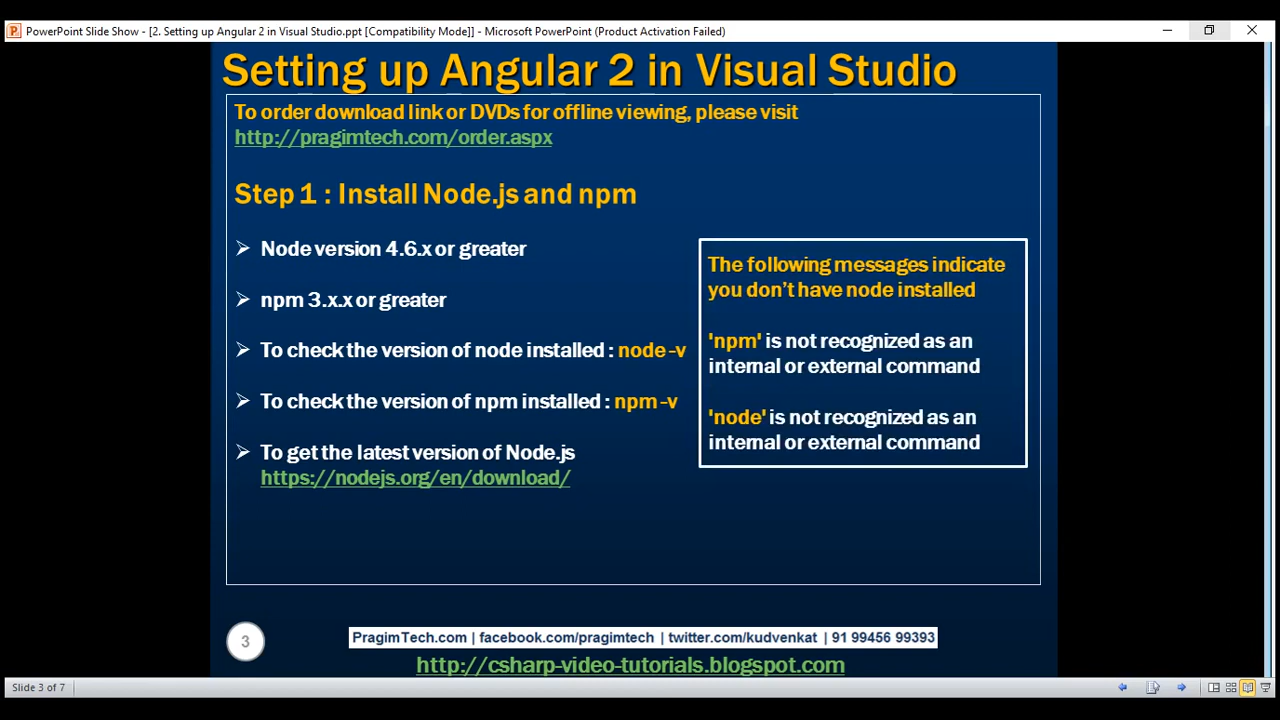 PowerPoint Slide Show - [2. Setting up Angular 2 in Visual Studio.ppt [Compatibility Mode]] - Microsoft PowerPoint (Product Activation Failed)
Setting up Angular 2 in Visual Studio
To order download link or DVDs for offline viewing, please visit
http://pragimtech.com/order.aspx
Step 1 : Install Node.js and npm
Node version 4.6.x or greater
npm 3.x.x or greater
To check the version of node installed : node -v
To check the version of npm installed : npm -v
To get the latest version of Node.js
https://nodejs.org/en/download/
The following messages indicate
you don't have node installed
'npm' is not recognized as an
internal or external command
'node' is not recognized as an
internal or external command
3
PragimTech.com | facebook.com/pragimtech | twitter.com/kudvenkat | 91 99456 99393
http://csharp-video-tutorials.blogspot.com
Slide 3 of 7